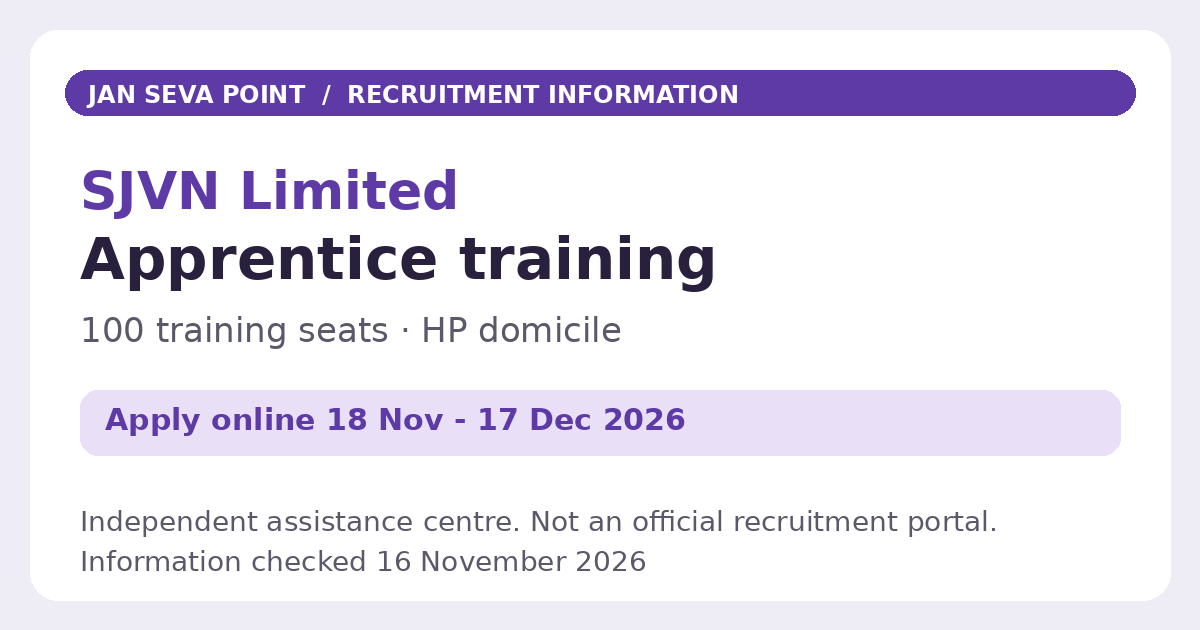 JAN SEVA POINT / RECRUITMENT INFORMATION
SJVN Limited
Apprentice training
100 training seats · HP domicile
Apply online 18 Nov - 17 Dec 2026
Independent assistance centre. Not an official recruitment portal.
Information checked 16 November 2026